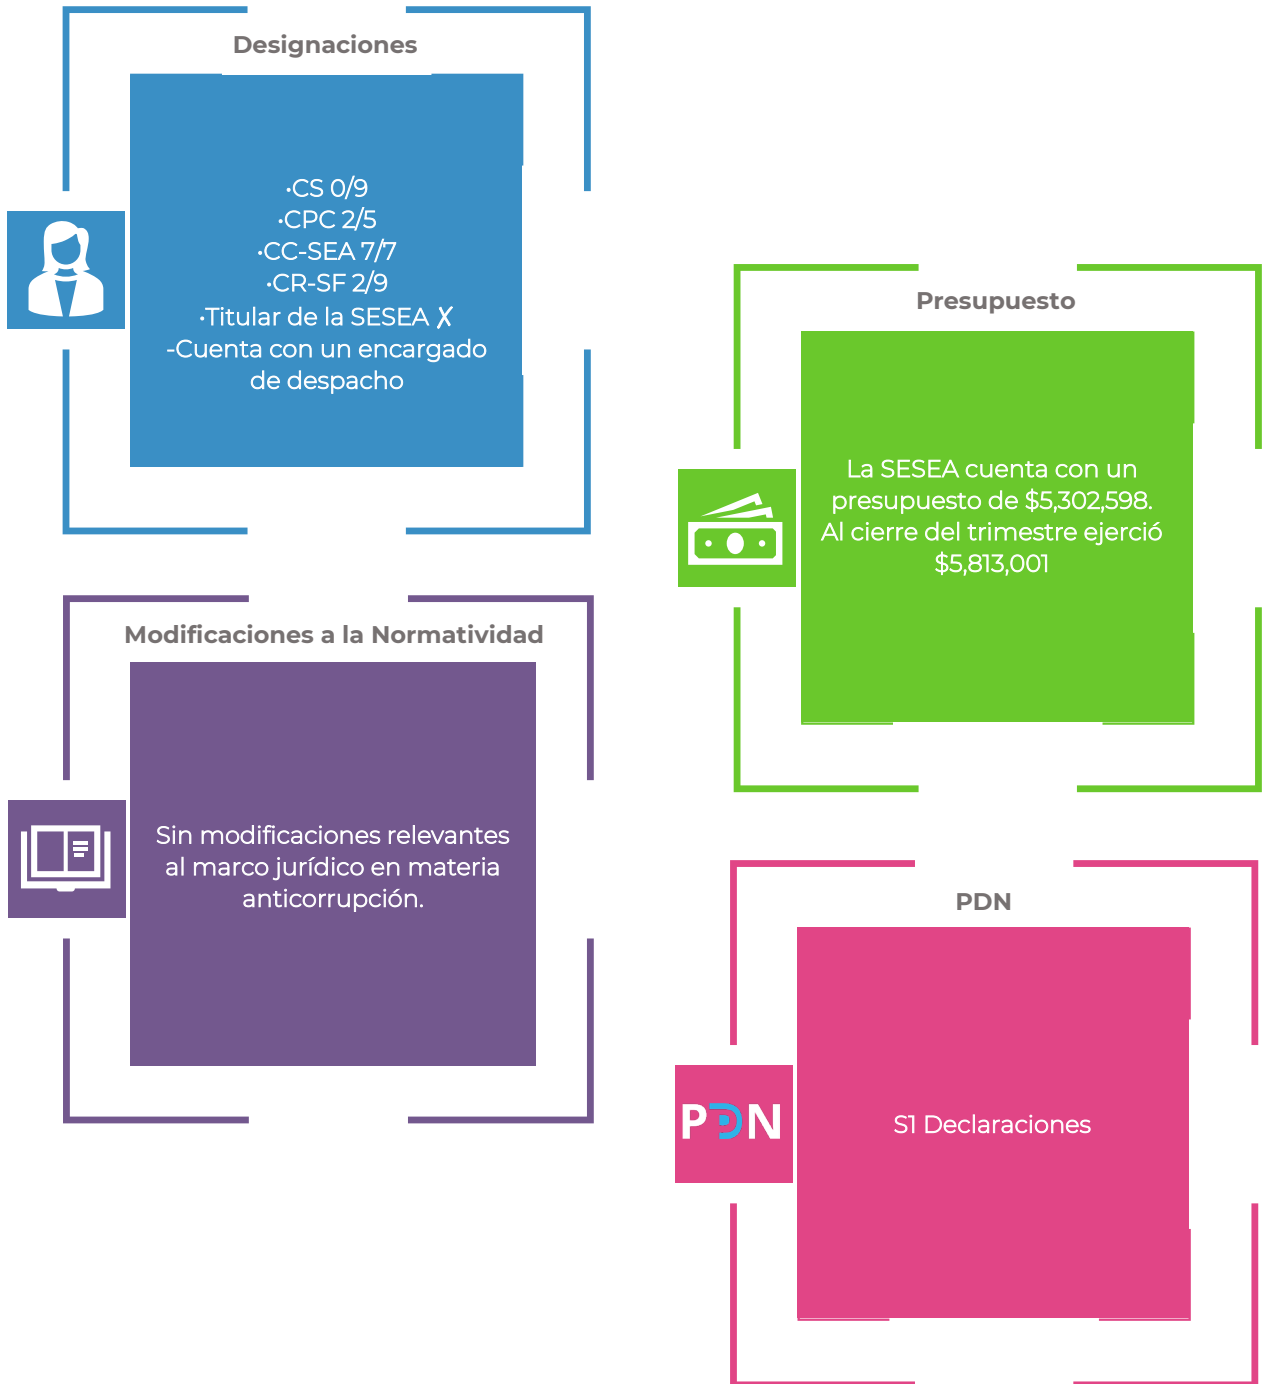 Designaciones
•CS 0/9
•CPC 2/5
•CC-SEA 7/7
•CR-SF 2/9
•Titular de la SESEA ✗
-Cuenta con un encargado
de despacho
Presupuesto
La SESEA cuenta con un
presupuesto de $5,302,598.
Al cierre del trimestre ejerció
$5,813,001
Modificaciones a la Normatividad
Sin modificaciones relevantes
al marco jurídico en materia
anticorrupción.
PDN
PDN
S1 Declaraciones